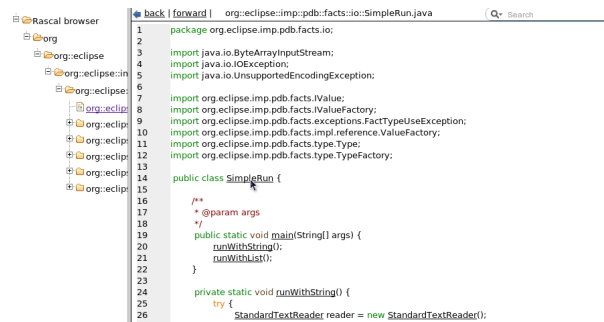 Rascal browser
org
org::eclipse
org::eclipse::in
org::eclipse:
org::eclips
org::eclips
org::eclips
org::eclips
org::eclips
org::eclips
back | forward | org::eclipse::imp::pdb::facts::io::SimpleRun.java
Search
1 package org.eclipse.imp.pdb.facts.io;
2
3 import java.io.ByteArrayInputStream;
4 import java.io.IOException;
5 import java.io.UnsupportedEncodingException;
6
7 import org.eclipse.imp.pdb.facts.IValue;
8 import org.eclipse.imp.pdb.facts.IValueFactory;
9 import org.eclipse.imp.pdb.facts.exceptions.FactTypeUseException;
10 import org.eclipse.imp.pdb.facts.impl.reference.ValueFactory;
11 import org.eclipse.imp.pdb.facts.type.Type;
12 import org.eclipse.imp.pdb.facts.type.TypeFactory;
13
14 public class SimpleRun {
15
16 /**
17 * @param args
18 */
19 public static void main(String[] args) {
20 runWithString();
21 runWithList();
22 }
23
24 private static void runWithString() {
25 try {
26 StandardTextReader reader = new StandardTextReader();